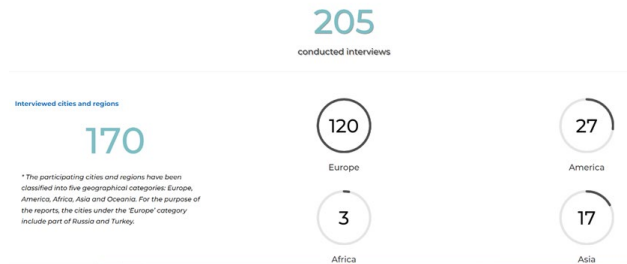 205
conducted interviews
Interviewed cities and regions
170
* The participating cities and regions have been
classified into five geographical categories: Europe,
America, Africa, Asia and Oceania. For the purpose of
the reports, the cities under the 'Europe' category
include part of Russia and Turkey.
120
Europe
27
America
3
Africa
17
Asia